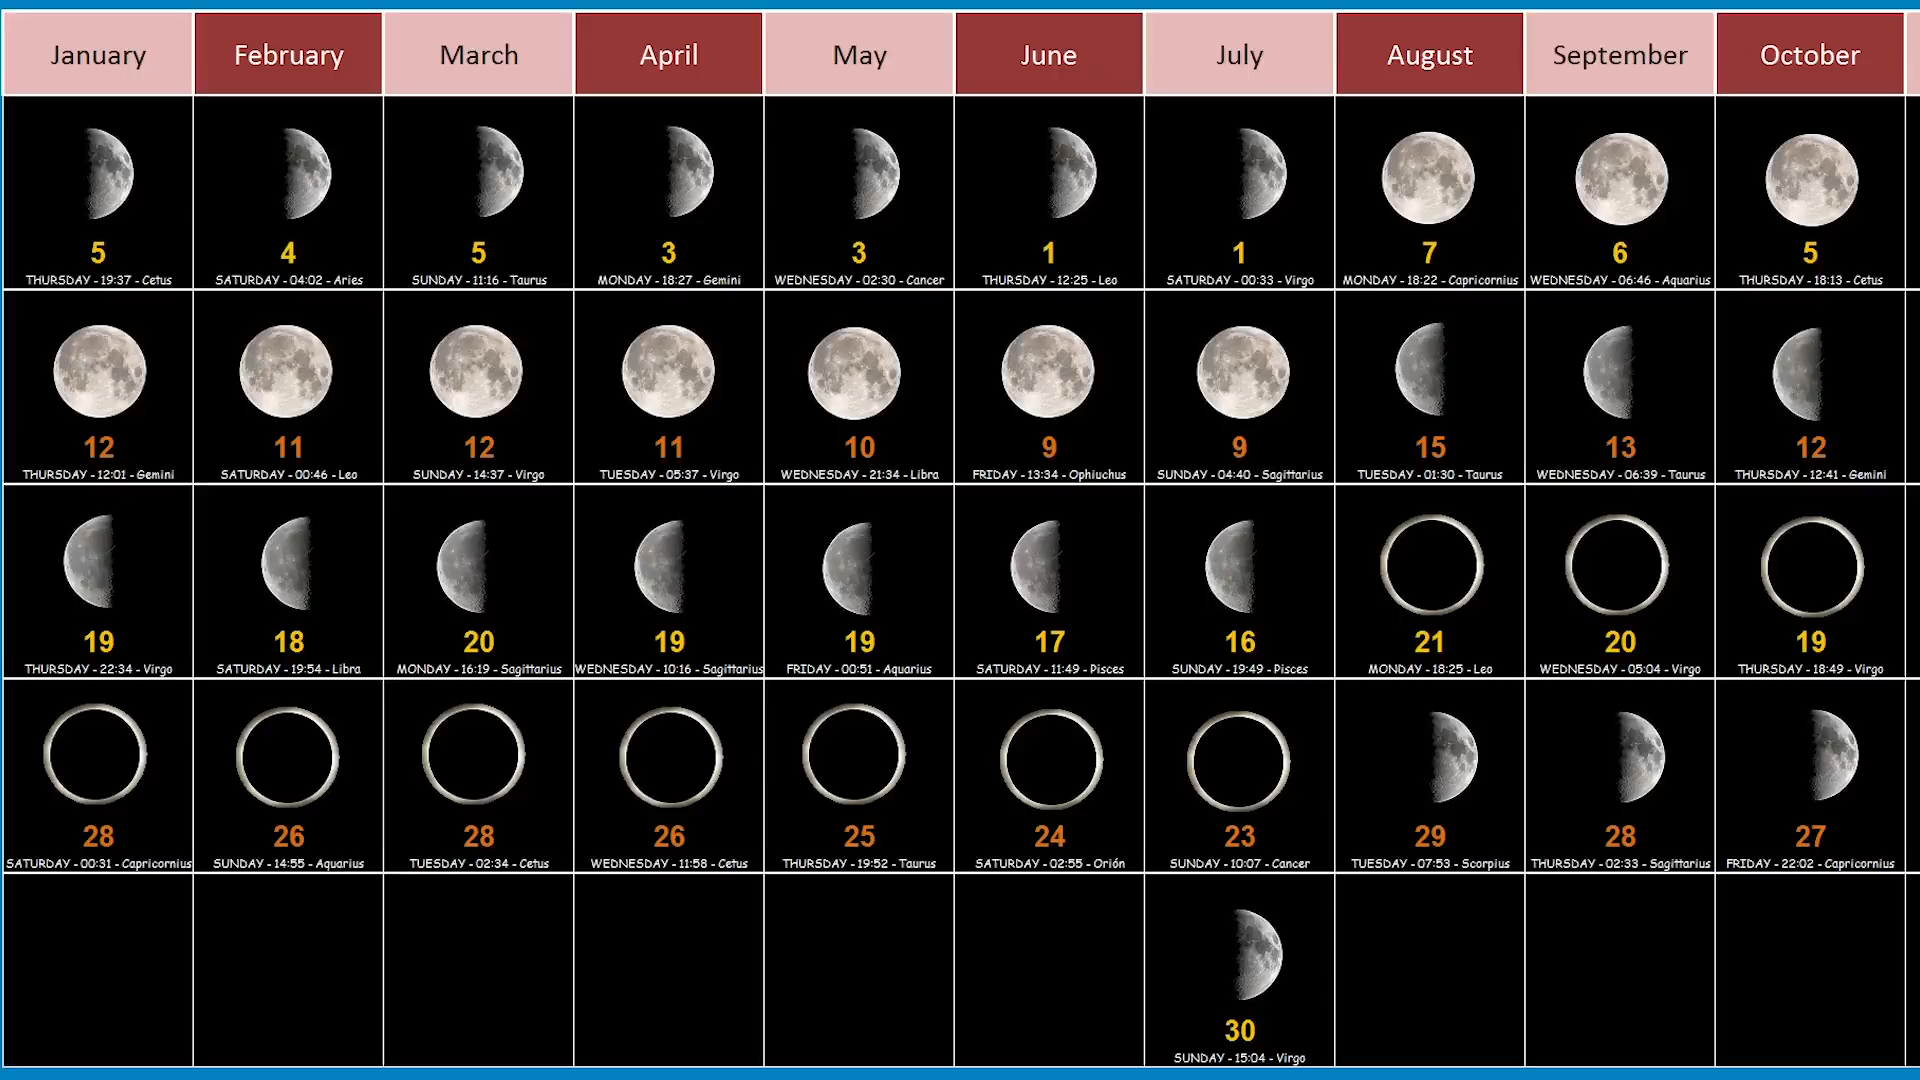 January February March April May June July August September October
5 4 5 3 3 1 1 7 6 5
THURSDAY - 19:37 - Cetus SATURDAY - 04:02 - Aries SUNDAY - 11:16 - Taurus MONDAY - 18:27 - Gemini WEDNESDAY - 02:30 - Cancer THURSDAY - 12:25 - Leo SATURDAY - 00:33 - Virgo MONDAY - 18:22 - Capricornius WEDNESDAY - 06:46 - Aquarius THURSDAY - 18:13 - Cetus
12 11 12 11 10 9 9 15 13 12
THURSDAY - 12:01 - Gemini SATURDAY - 00:46 - Leo SUNDAY - 14:37 - Virgo TUESDAY - 05:37 - Virgo WEDNESDAY - 21:34 - Libra FRIDAY - 13:34 - Ophiuchus SUNDAY - 04:40 - Sagittarius TUESDAY - 01:30 - Taurus WEDNESDAY - 06:39 - Taurus THURSDAY - 12:41 - Gemini
19 18 20 19 19 17 16 21 20 19
THURSDAY - 22:34 - Virgo SATURDAY - 19:54 - Libra MONDAY - 16:19 - Sagittarius WEDNESDAY - 10:16 - Sagittarius FRIDAY - 00:51 - Aquarius SATURDAY - 11:49 - Pisces SUNDAY - 19:49 - Pisces MONDAY - 18:25 - Leo WEDNESDAY - 05:04 - Virgo THURSDAY - 18:49 - Virgo
28 26 28 26 25 24 23 29 28 27
SATURDAY - 00:31 - Capricornius SUNDAY - 14:55 - Aquarius TUESDAY - 02:34 - Cetus WEDNESDAY - 11:58 - Cetus THURSDAY - 19:52 - Taurus SATURDAY - 02:55 - Orión SUNDAY - 10:07 - Cancer TUESDAY - 07:53 - Scorpius THURSDAY - 02:33 - Sagittarius FRIDAY - 22:02 - Capricornius
30
SUNDAY - 15:04 - Virgo